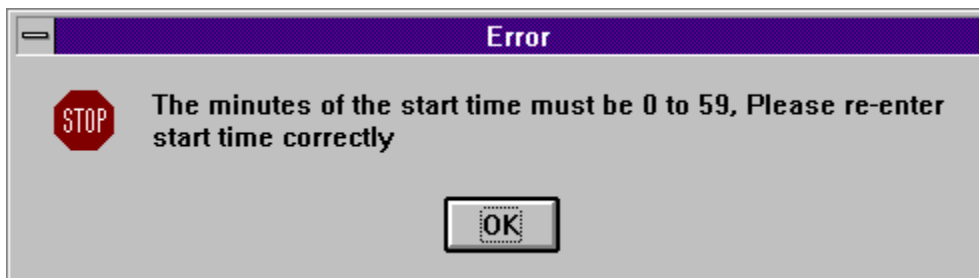 Error
STOP
The minutes of the start time must be 0 to 59, Please re-enter
start time correctly
OK